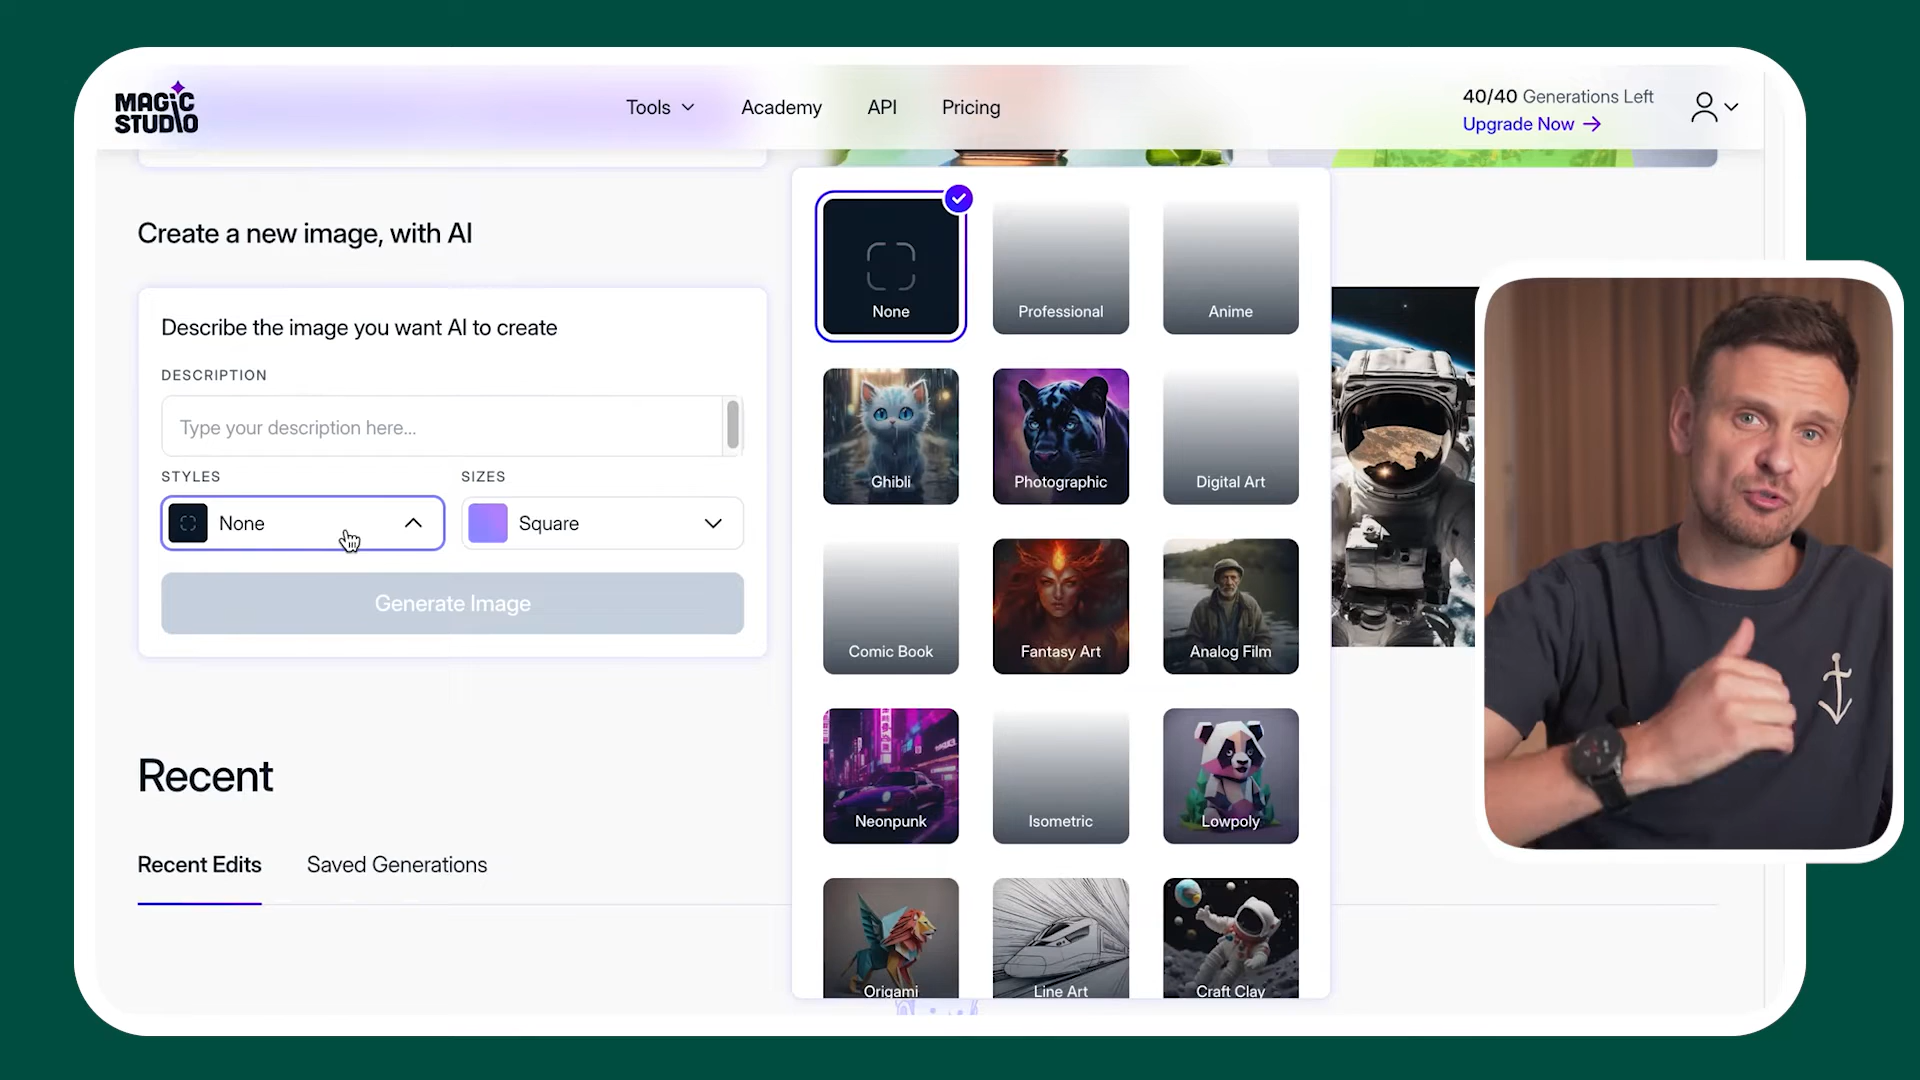 MAGIC
STUDIO
Tools
Academy
API
Pricing
40/40 Generations Left
Upgrade Now →
Create a new image, with AI
Describe the image you want AI to create
DESCRIPTION
Type your description here...
STYLES
SIZES
None
Square
Generate Image
None
Professional
Anime
Ghibli
Photographic
Digital Art
Comic Book
Fantasy Art
Analog Film
Neonpunk
Isometric
Lowpoly
Origami
Line Art
Craft Clay
Recent
Recent Edits
Saved Generations